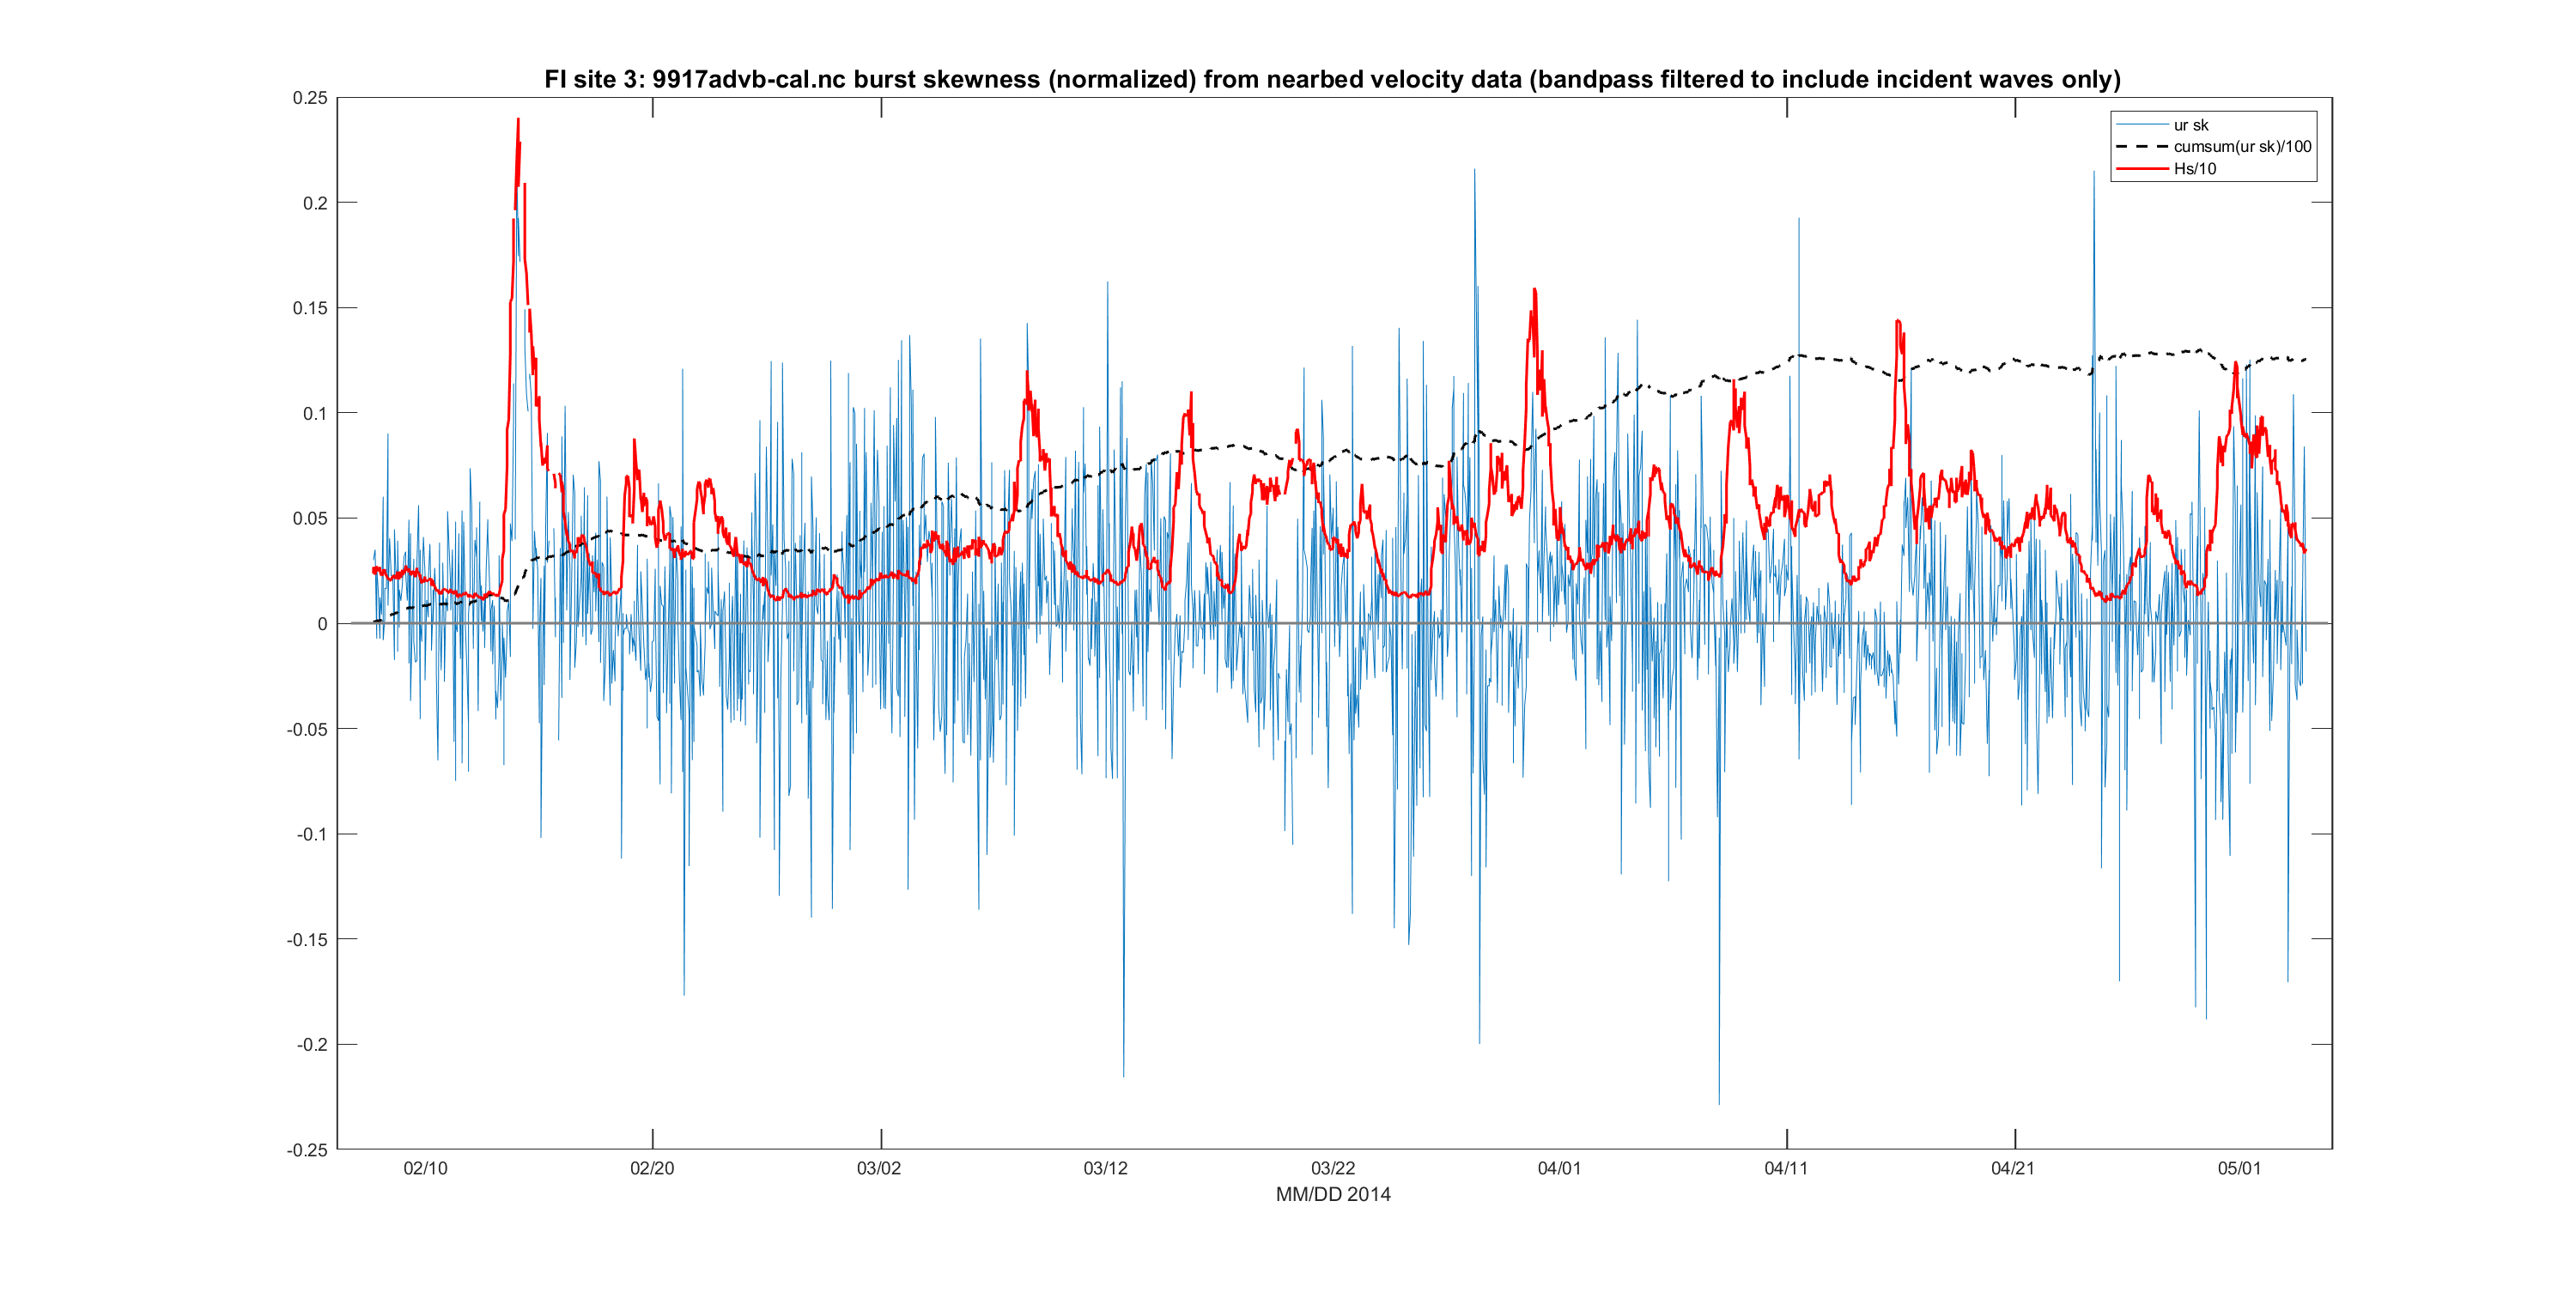 FI site 3: 9917advb-cal.nc burst skewness (normalized) from nearbed velocity data (bandpass filtered to include incident waves only)
0.25
ur sk
cumsum(ur sk)/100
Hs/10
0.2
0.15
0.1
0.05
0
-0.05
-0.1
-0.15
-0.2
-0.25
02/10 02/20 03/02 03/12 03/22 04/01 04/11 04/21 05/01
MM/DD 2014